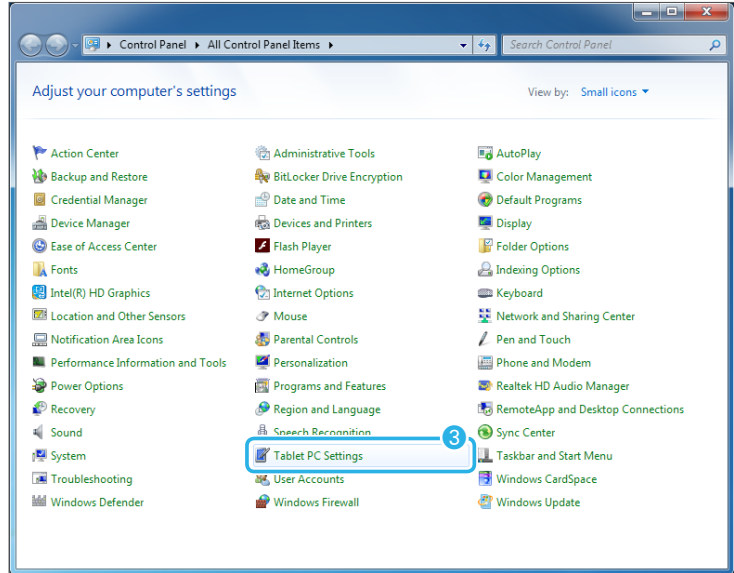 Control Panel All Control Panel Items Search Control Panel
Adjust your computer's settings View by: Small icons
Action Center Administrative Tools AutoPlay
Backup and Restore BitLocker Drive Encryption Color Management
Credential Manager Date and Time Default Programs
Device Manager Devices and Printers Display
Ease of Access Center Flash Player Folder Options
Fonts HomeGroup Indexing Options
Intel(R) HD Graphics Internet Options Keyboard
Location and Other Sensors Mouse Network and Sharing Center
Notification Area Icons Parental Controls Pen and Touch
Performance Information and Tools Personalization Phone and Modem
Power Options Programs and Features Realtek HD Audio Manager
Recovery Region and Language RemoteApp and Desktop Connections
Sound Speech Recognition 3 Sync Center
System Tablet PC Settings Taskbar and Start Menu
Troubleshooting User Accounts Windows CardSpace
Windows Defender Windows Firewall Windows Update